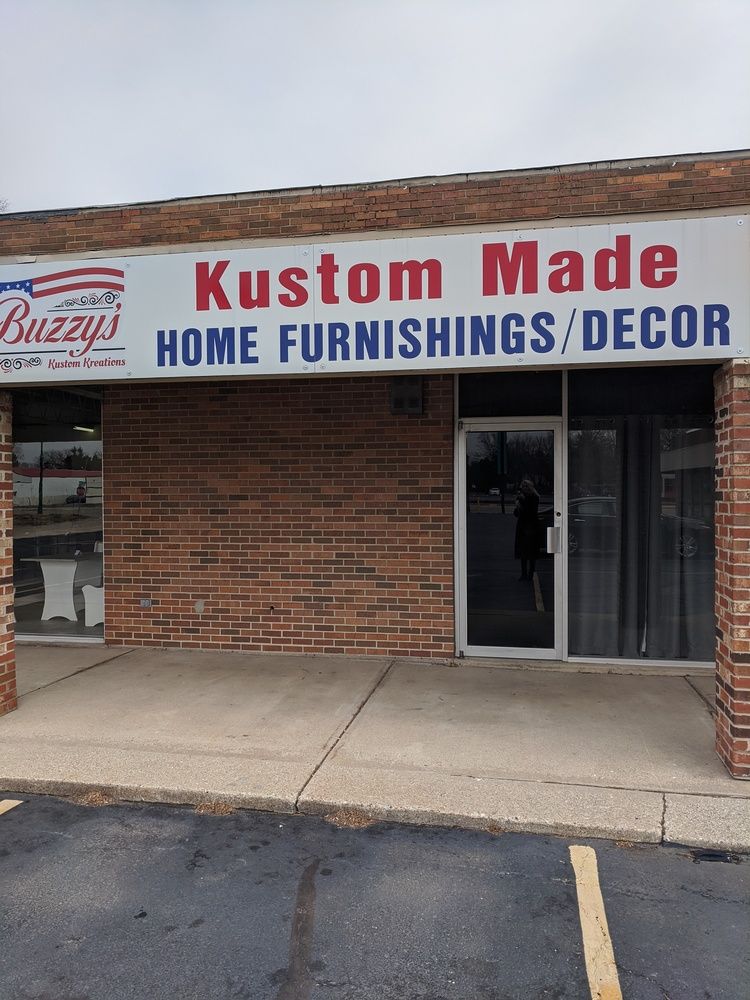 Buzzy's
Kustom Kreations
Kustom Made
HOME FURNISHINGS/DECOR